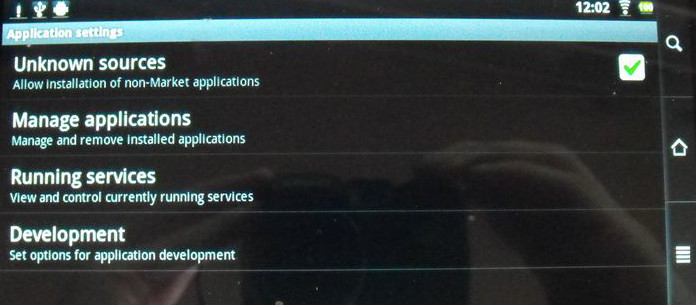 12:02
Application settings
Unknown sources
Allow installation of non-Market applications
Manage applications
Manage and remove installed applications
Running services
View and control currently running services
Development
Set options for application development